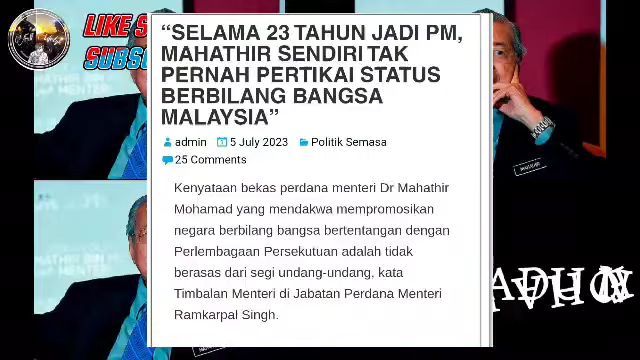 LIKE S
SUBSC
“SELAMA 23 TAHUN JADI PM,
MAHATHIR SENDIRI TAK
PERNAH PERTIKAI STATUS
BERBILANG BANGSA
MALAYSIA”
admin 5 July 2023 Politik Semasa
25 Comments
Kenyataan bekas perdana menteri Dr Mahathir
Mohamad yang mendakwa mempromosikan
negara berbilang bangsa bertentangan dengan
Perlembagaan Persekutuan adalah tidak
berasas dari segi undang-undang, kata
Timbalan Menteri di Jabatan Perdana Menteri
Ramkarpal Singh.